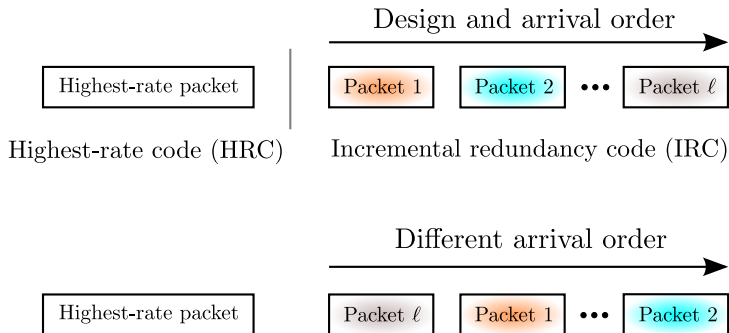 Design and arrival order
Highest-rate packet Packet 1 Packet 2 ••• Packet ℓ
Highest-rate code (HRC) Incremental redundancy code (IRC)
Different arrival order
Highest-rate packet Packet ℓ Packet 1 ••• Packet 2